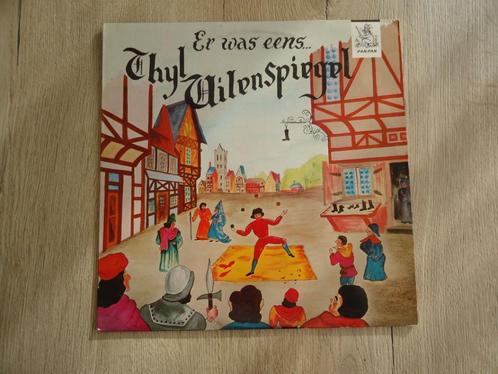 Er was eens...
Thyl
Uilenspiegel
PAN-PAN